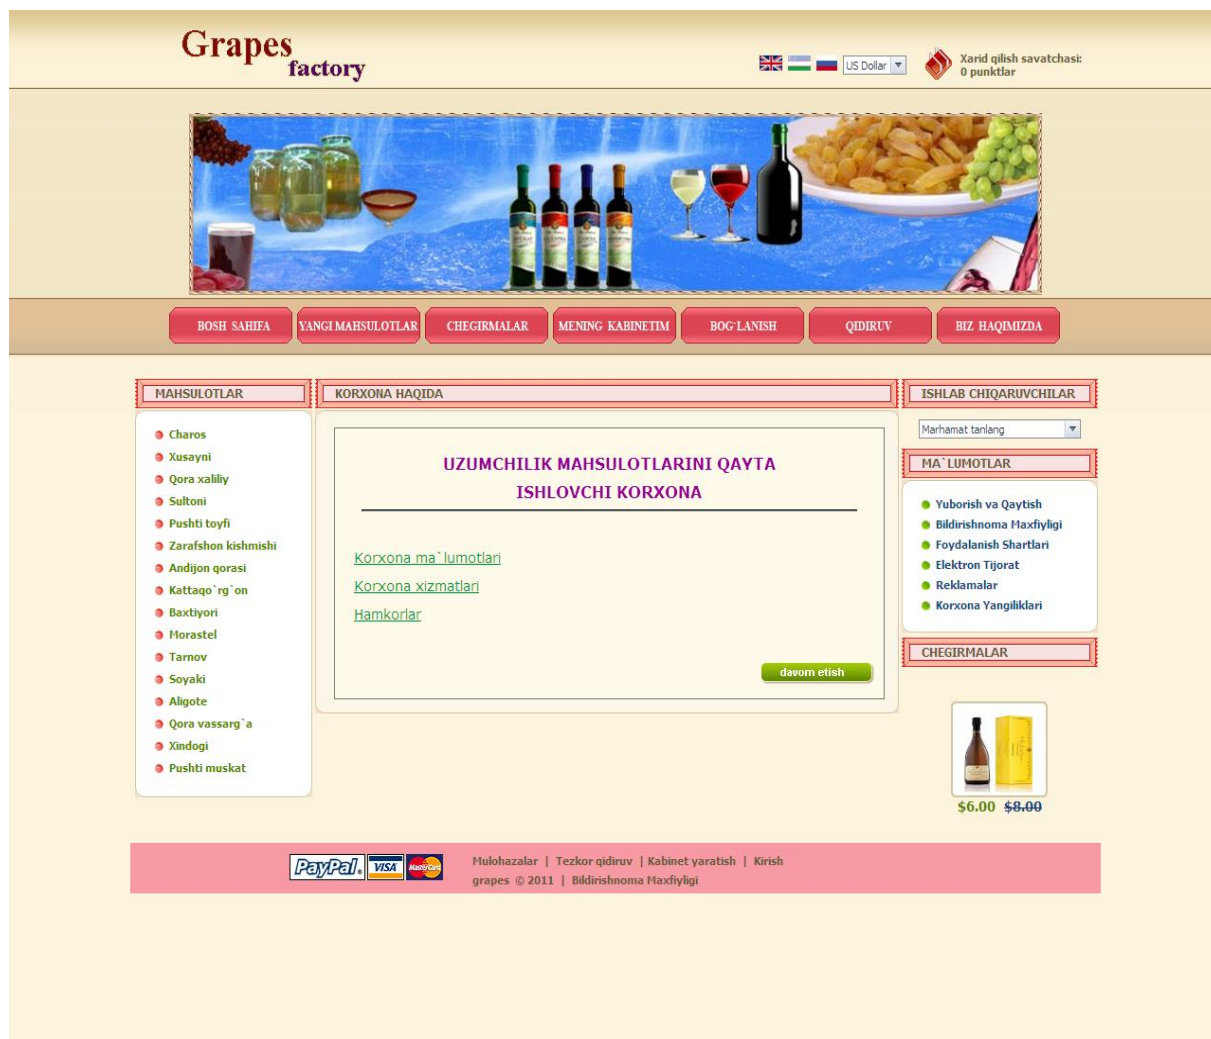 Grapes
factory
US Dollar
Xarid qilish savatchasi:
0 punktlar
BOSH SAHIFA
YANGI MAHSULOTLAR
CHEGIRMALAR
MENING KABINETIM
BOG`LANISH
QIDIRUV
BIZ HAQIMIZDA
MAHSULOTLAR
Charos
Xusayni
Qora xaliliy
Sultoni
Pushti toyfi
Zarafshon kishmishi
Andijon qorasi
Kattaqo`rg`on
Baxtiyori
Morastel
Tarnov
Soyaki
Aligote
Qora vassarg`a
Xindogi
Pushti muskat
KORXONA HAQIDA
UZUMCHILIK MAHSULOTLARINI QAYTA
ISHLOVCHI KORXONA
Korxona ma`lumotlari
Korxona xizmatlari
Hamkorlar
davom etish
ISHLAB CHIQARUVCHILAR
Marhamat tanlang
MA`LUMOTLAR
Yuborish va Qaytish
Bildirishnoma Maxfiyligi
Foydalanish Shartlari
Elektron Tijorat
Reklamalar
Korxona Yangiliklari
CHEGIRMALAR
$6.00 $8.00
PayPal VISA MasterCard
Mulohazalar | Tezkor qidiruv | Kabinet yaratish | Kirish
grapes © 2011 | Bildirishnoma Maxfiyligi